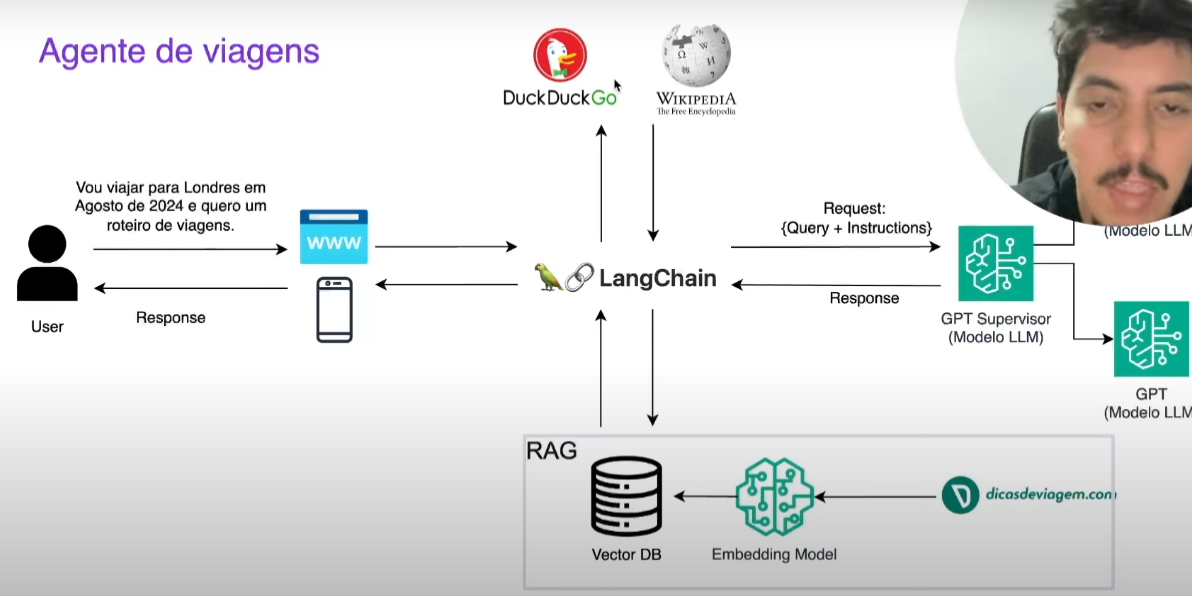 Agente de viagens
DuckDuckGo
WIKIPEDIA
The Free Encyclopedia
Vou viajar para Londres em
Agosto de 2024 e quero um
roteiro de viagens.
www
User
Response
LangChain
Request:
{Query + Instructions}
Response
GPT Supervisor
(Modelo LLM)
(Modelo LLM
GPT
(Modelo LLM
RAG
Vector DB
Embedding Model
dicasdeviagem.com